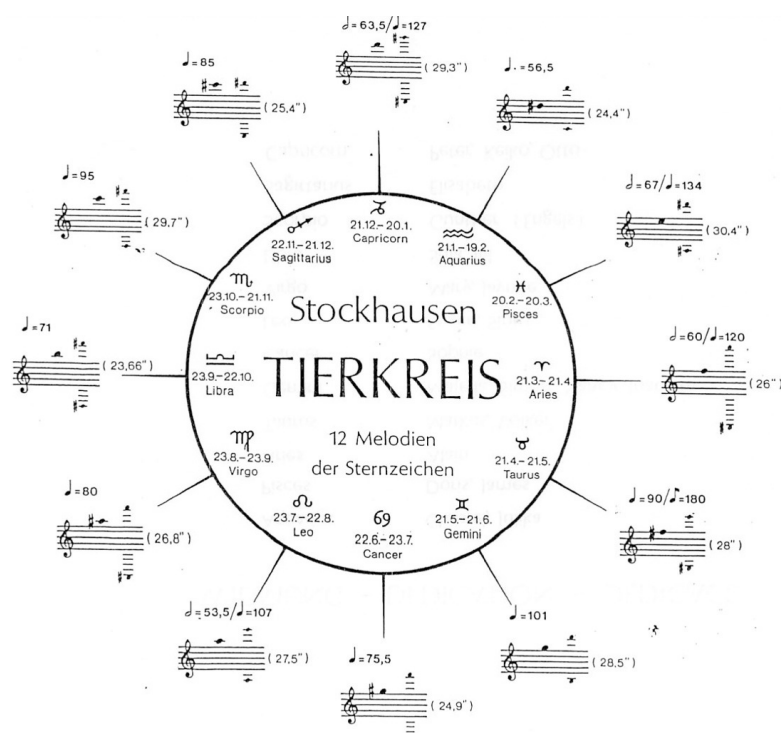 𝅗𝅥=63,5/♩=127
(29,3″)
♩.=56,5
(24,4″)
𝅗𝅥=67/♩=134
(30,4″)
𝅗𝅥=60/♩=120
(26″)
♩=90/♪=180
(28″)
♩=101
(28.5″)
♩=75,5
(24,9″)
𝅗𝅥=53,5/♩=107
(27,5″)
♩=80
(26,8″)
♩=71
(23,66″)
♩=95
(29.7″)
♩=85
(25,4″)
21.12.–20.1.
Capricorn
21.1.–19.2.
Aquarius
20.2.–20.3.
Pisces
21.3.–21.4.
Aries
21.4.–21.5.
Taurus
21.5.–21.6.
Gemini
22.6.–23.7.
Cancer
23.7.–22.8.
Leo
23.8.–23.9.
Virgo
23.9.–22.10.
Libra
23.10.–21.11.
Scorpio
22.11.–21.12.
Sagittarius
Stockhausen
TIERKREIS
12 Melodien
der Sternzeichen